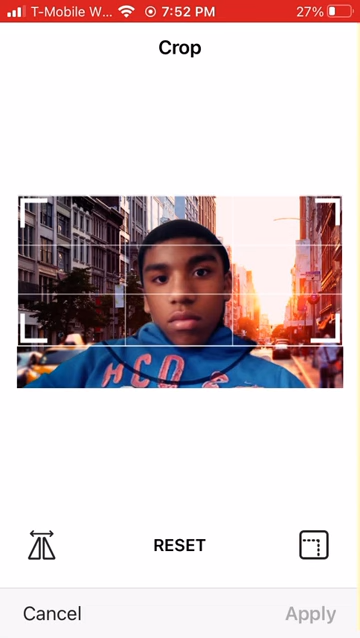 T-Mobile W... 7:52 PM 27%
Crop
RESET
Cancel
Apply